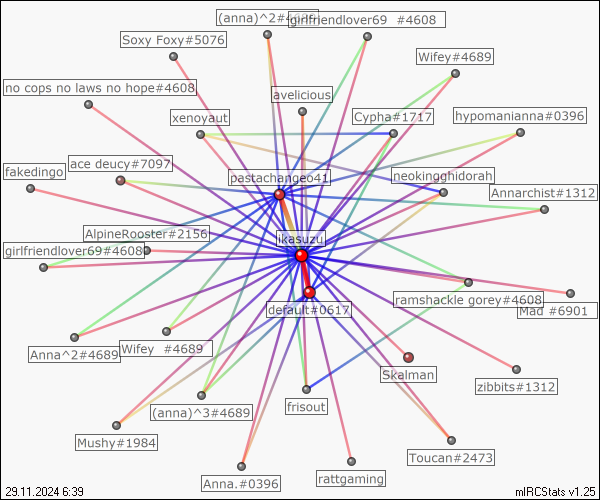 (anna)^2#4689
girlfriendlover69 #4608
Soxy Foxy#5076
Wifey#4689
no cops no laws no hope#4608
avelicious
xenoyaut
Cypha#1717
hypomanianna#0396
fakedingo
ace deucy#7097
pastachange041
neokingghidorah
Annarchist#1312
AlpineRooster#2156
ikasuzu
girlfriendlover69#4608
default#0617
ramshackle gorey#4608
Mad #6901
Anna^2#4689
Wifey #4689
Skalman
zibbits#1312
(anna)^3#4689
frisout
Mushy#1984
Toucan#2473
Anna.#0396
rattgaming
29.11.2024 6:39
mIRCStats v1.25